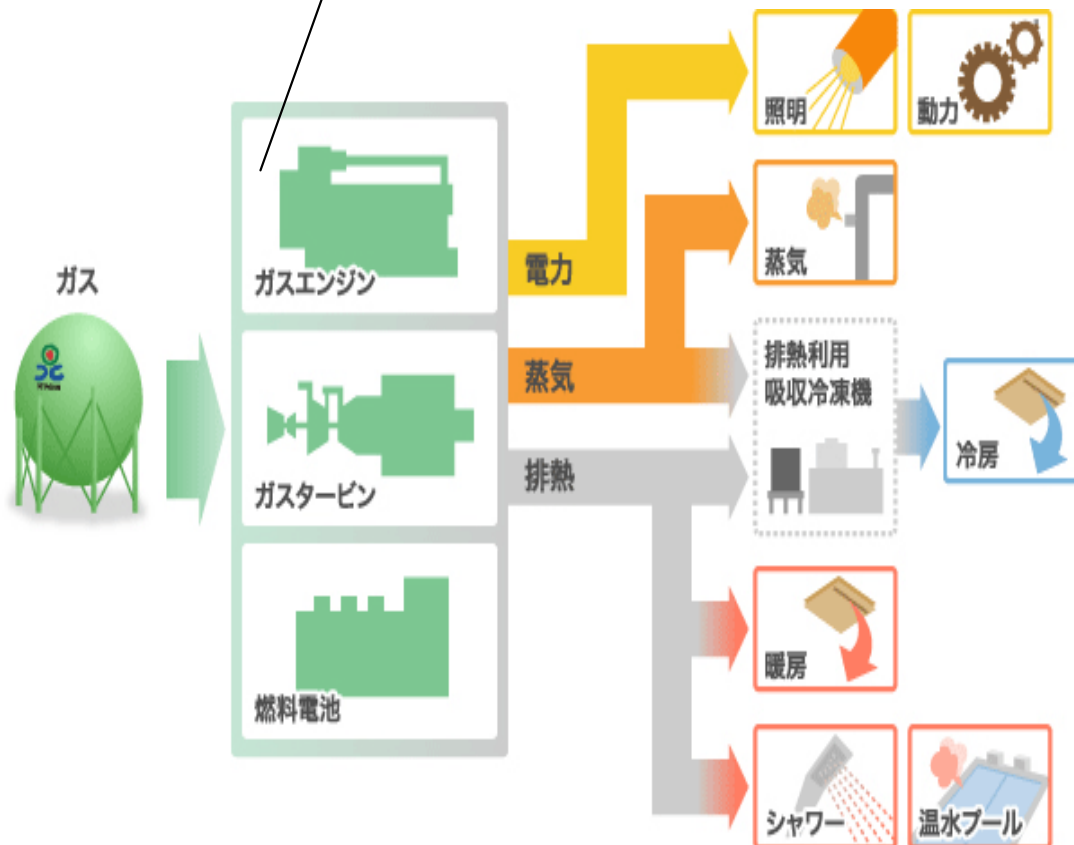 ガス
ガスエンジン
ガスタービン
燃料電池
電力
蒸気
排熱
照明
動力
蒸気
排熱利用
吸収冷凍機
冷房
暖房
シャワー
温水プール